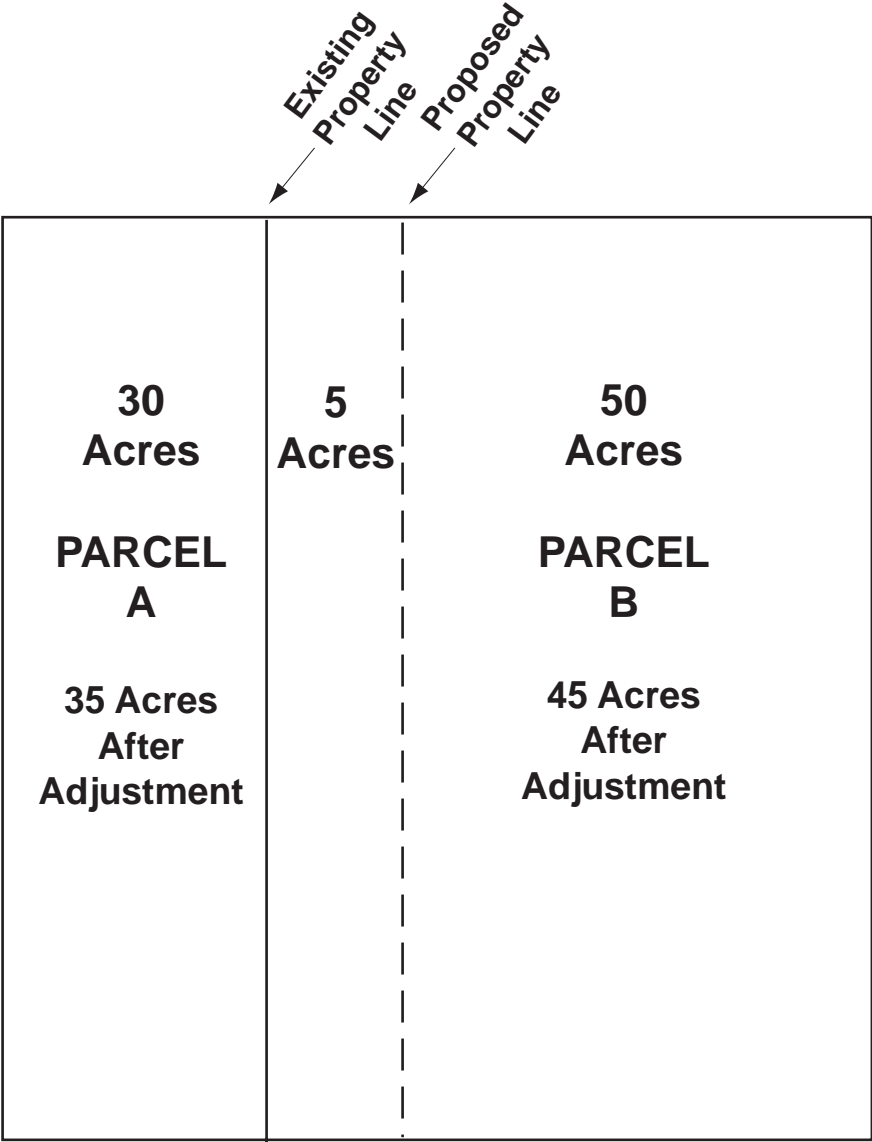 Existing
Property
Line
Proposed
Property
Line
30
Acres
PARCEL
A
35 Acres
After
Adjustment
5
Acres
50
Acres
PARCEL
B
45 Acres
After
Adjustment